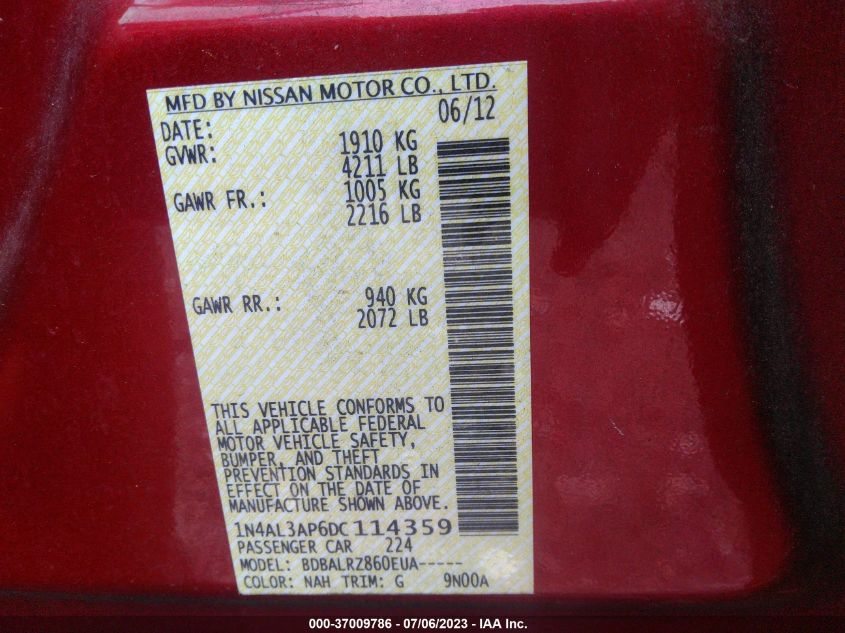 MFD BY NISSAN MOTOR CO., LTD.
DATE: 06/12
GVWR: 1910 KG
4211 LB
GAWR FR.: 1005 KG
2216 LB
GAWR RR.: 940 KG
2072 LB
THIS VEHICLE CONFORMS TO
ALL APPLICABLE FEDERAL
MOTOR VEHICLE SAFETY,
BUMPER, AND THEFT
PREVENTION STANDARDS IN
EFFECT ON THE DATE OF
MANUFACTURE SHOWN ABOVE.
1N4AL3AP6DC114359
PASSENGER CAR 224
MODEL: BDBALRZ860EUA-----
COLOR: NAH TRIM: G 9N00A
000-37009786 - 07/06/2023 - IAA Inc.